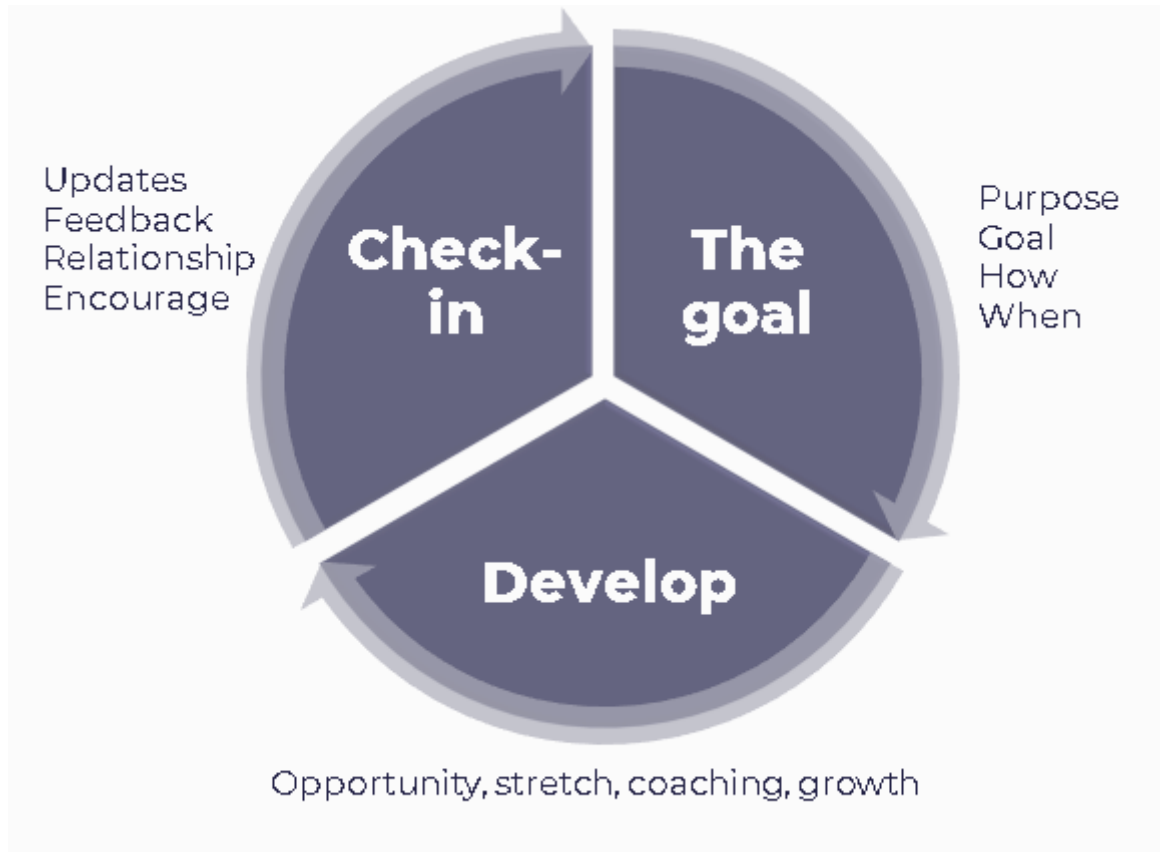 Updates
Feedback
Relationship
Encourage
Check-
in
The
goal
Purpose
Goal
How
When
Develop
Opportunity, stretch, coaching, growth